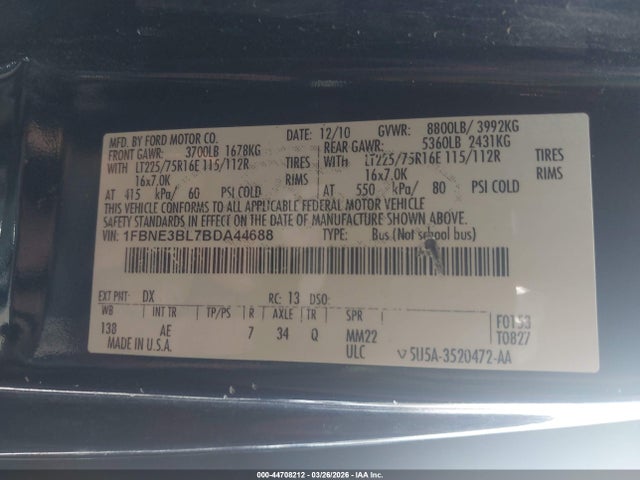 MFD. BY FORD MOTOR CO. DATE: 12/10 GVWR: 8800LB/ 3992KG
FRONT GAWR: 3700LB 1678KG REAR GAWR: 5360LB 2431KG
WITH LT225/75R16E 115/112R TIRES WITH LT225/75R16E 115/112R TIRES
16x7.0K RIMS 16x7.0K RIMS
AT 415 kPa/ 60 PSI COLD AT 550 kPa/ 80 PSI COLD
THIS VEHICLE CONFORMS TO ALL APPLICABLE FEDERAL MOTOR VEHICLE
SAFETY STANDARDS IN EFFECT ON THE DATE OF MANUFACTURE SHOWN ABOVE.
VIN: 1FBNE3BL7BDA44688 TYPE: Bus (Not school bus)
EXT PNT: DX RC: 13 DSO:
WB INT TR TP/PS R AXLE TR SPR F0153
138 AE 7 34 Q MM22 T0827
MADE IN U.S.A. ULC 5U5A-3520472-AA
000-44708212 | 03/26/2026 | IAA, Inc.